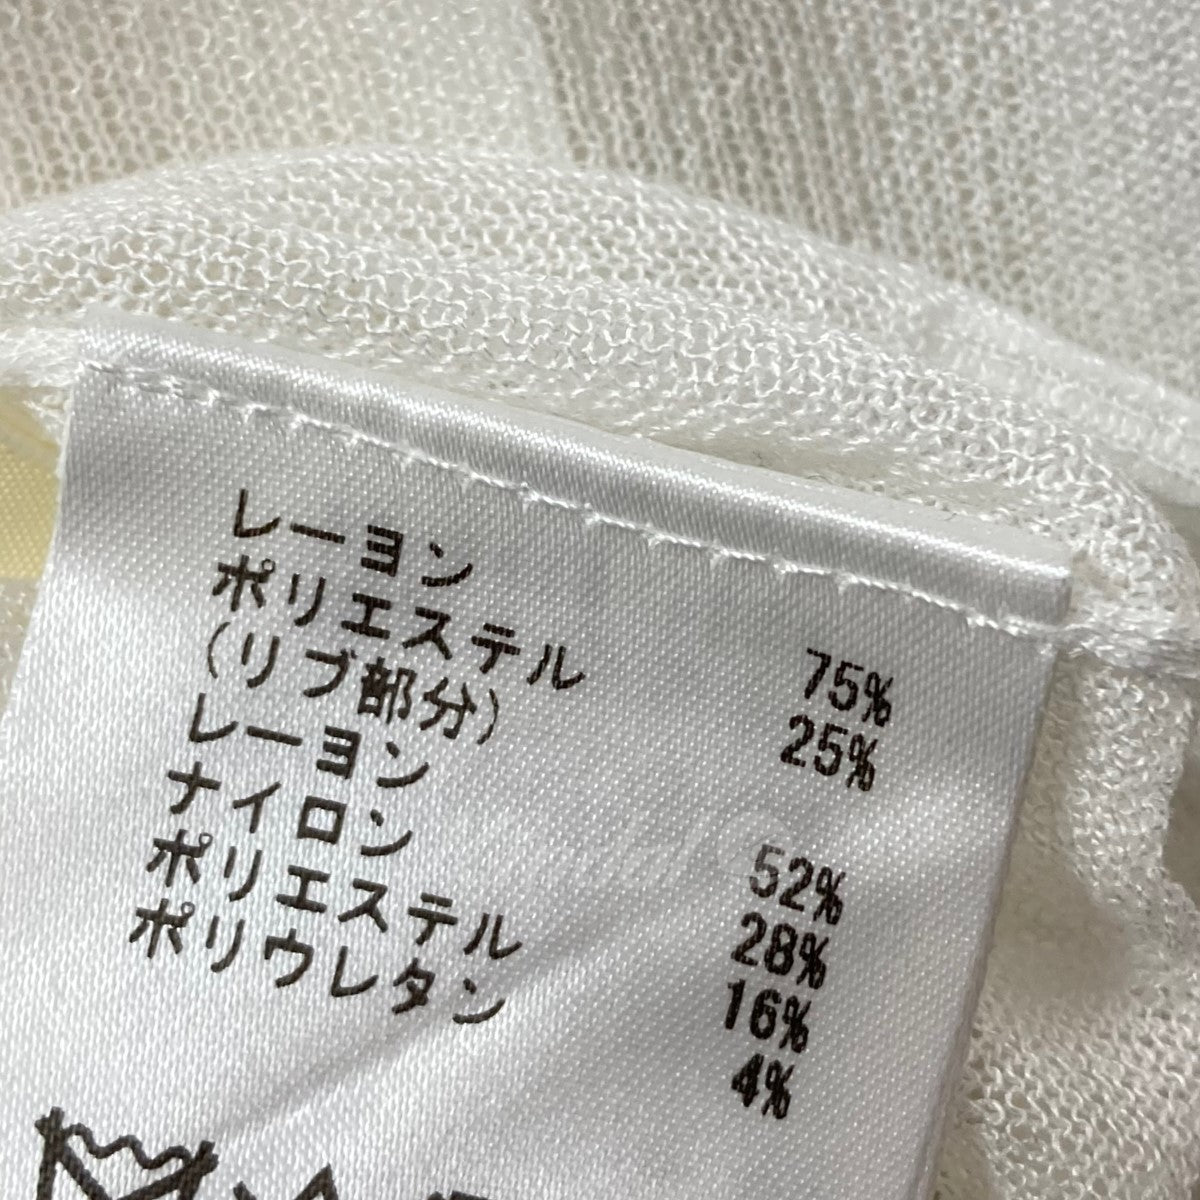 レーヨン 75%
ポリエステル 25%
(リブ部分)
レーヨン 52%
ナイロン 28%
ポリエステル 16%
ポリウレタン 4%